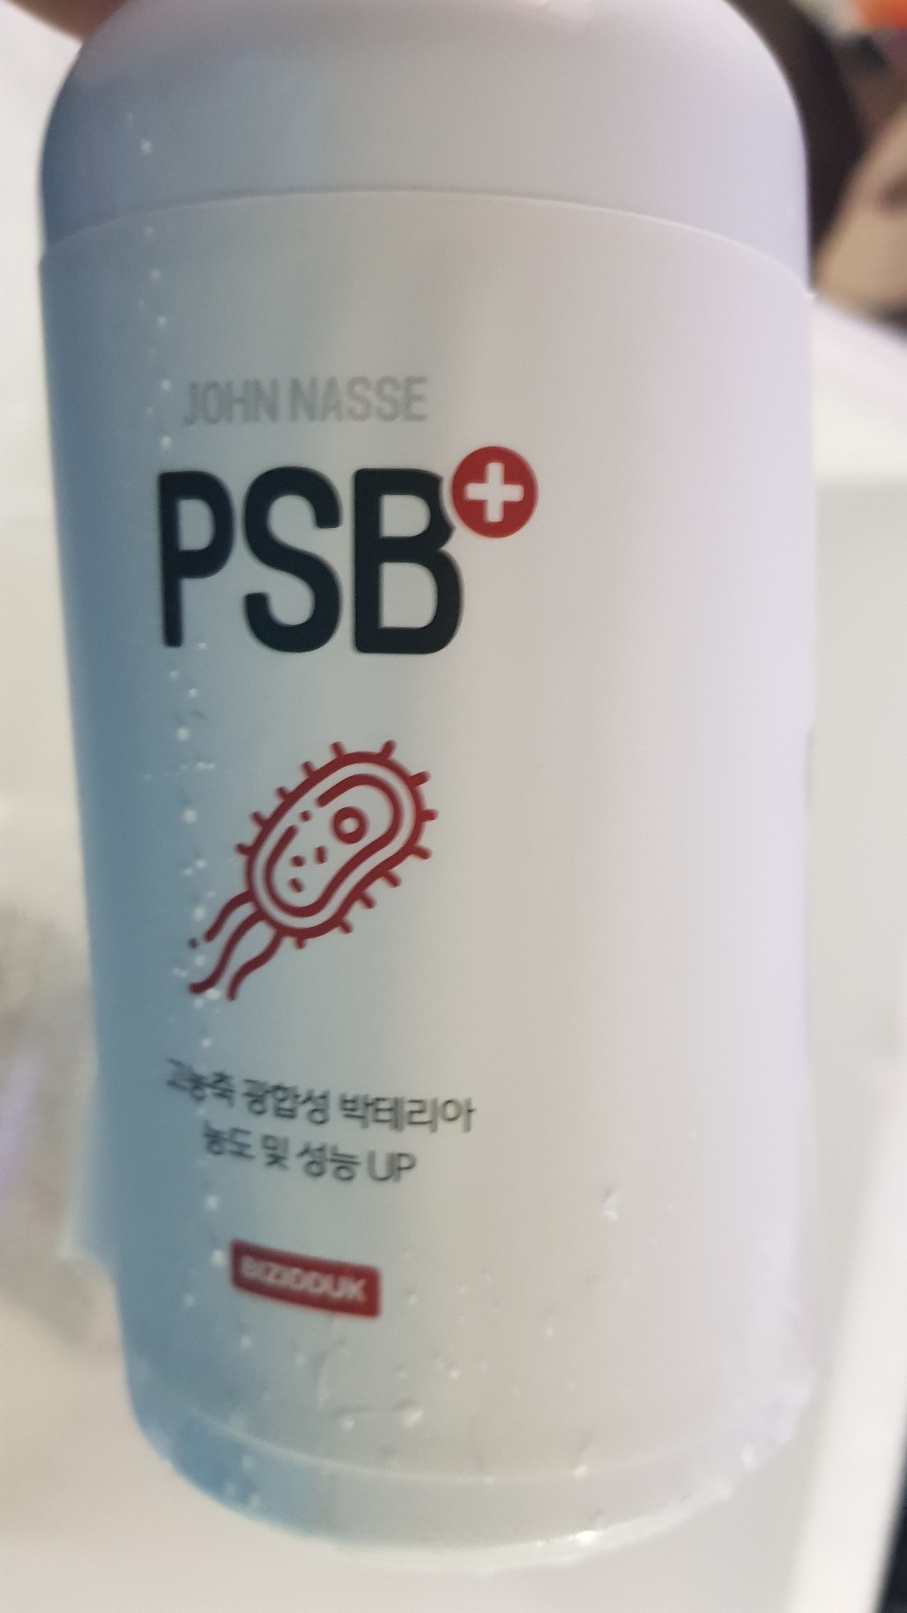 JOHN NASSE
PSB+
고농축 광합성 박테리아
농도 및 성능 UP
BIZIDDUK